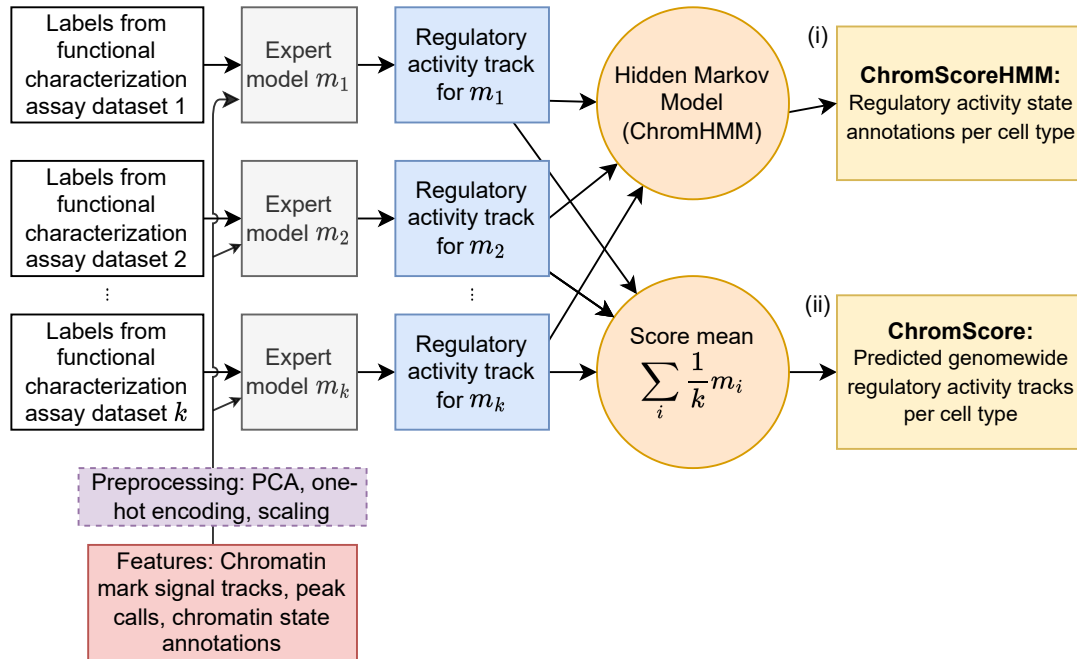 Labels from
functional
characterization
assay dataset 1
Expert
model m₁
Regulatory
activity track
for m₁
Hidden Markov
Model
(ChromHMM)
(i)
ChromScoreHMM:
Regulatory activity state
annotations per cell type
Labels from
functional
characterization
assay dataset 2
Expert
model m₂
Regulatory
activity track
for m₂
...
...
Labels from
functional
characterization
assay dataset k
Expert
model mₖ
Regulatory
activity track
for mₖ
Score mean
∑ᵢ 1/k mᵢ
(ii)
ChromScore:
Predicted genomewide
regulatory activity tracks
per cell type
Preprocessing: PCA, one-
hot encoding, scaling
Features: Chromatin
mark signal tracks, peak
calls, chromatin state
annotations